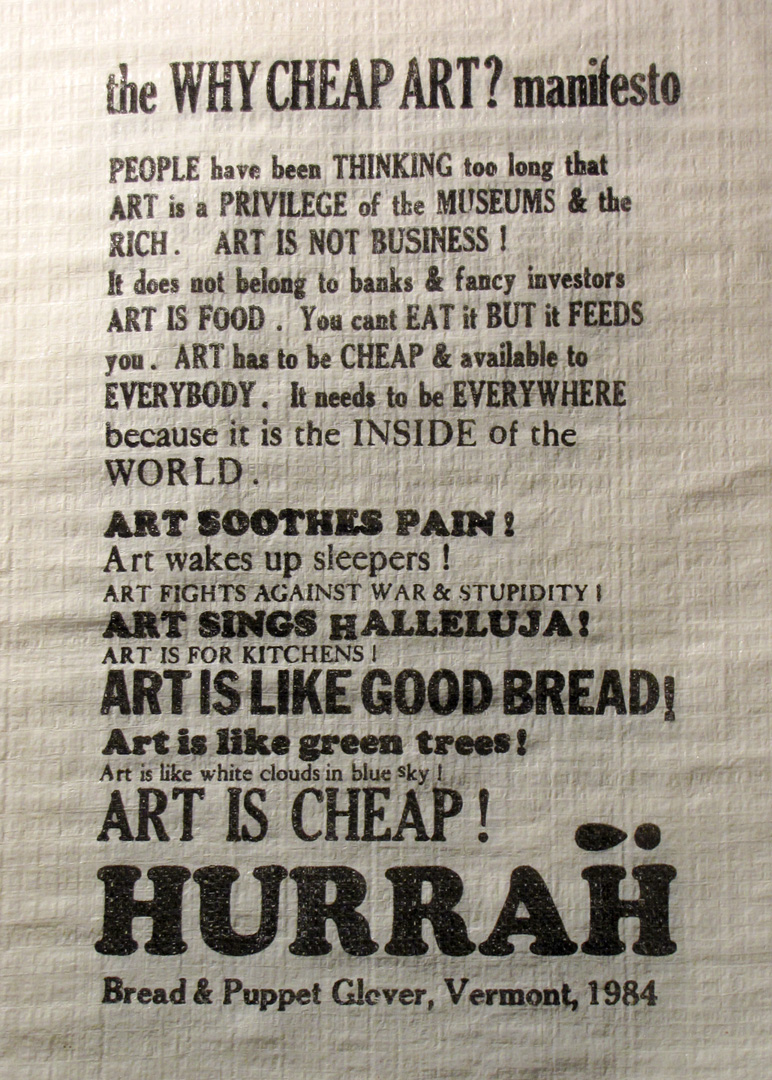 the WHY CHEAP ART? manifesto
PEOPLE have been THINKING too long that
ART is a PRIVILEGE of the MUSEUMS & the
RICH. ART IS NOT BUSINESS !
It does not belong to banks & fancy investors
ART IS FOOD . You cant EAT it BUT it FEEDS
you. ART has to be CHEAP & available to
EVERYBODY. It needs to be EVERYWHERE
because it is the INSIDE of the
WORLD.
ART SOOTHES PAIN !
Art wakes up sleepers !
ART FIGHTS AGAINST WAR & STUPIDITY !
ART SINGS HALLELUJA!
ART IS FOR KITCHENS !
ART IS LIKE GOOD BREAD!
Art is like green trees!
Art is like white clouds in blue sky !
ART IS CHEAP !
HURRAH
Bread & Puppet Glover, Vermont, 1984